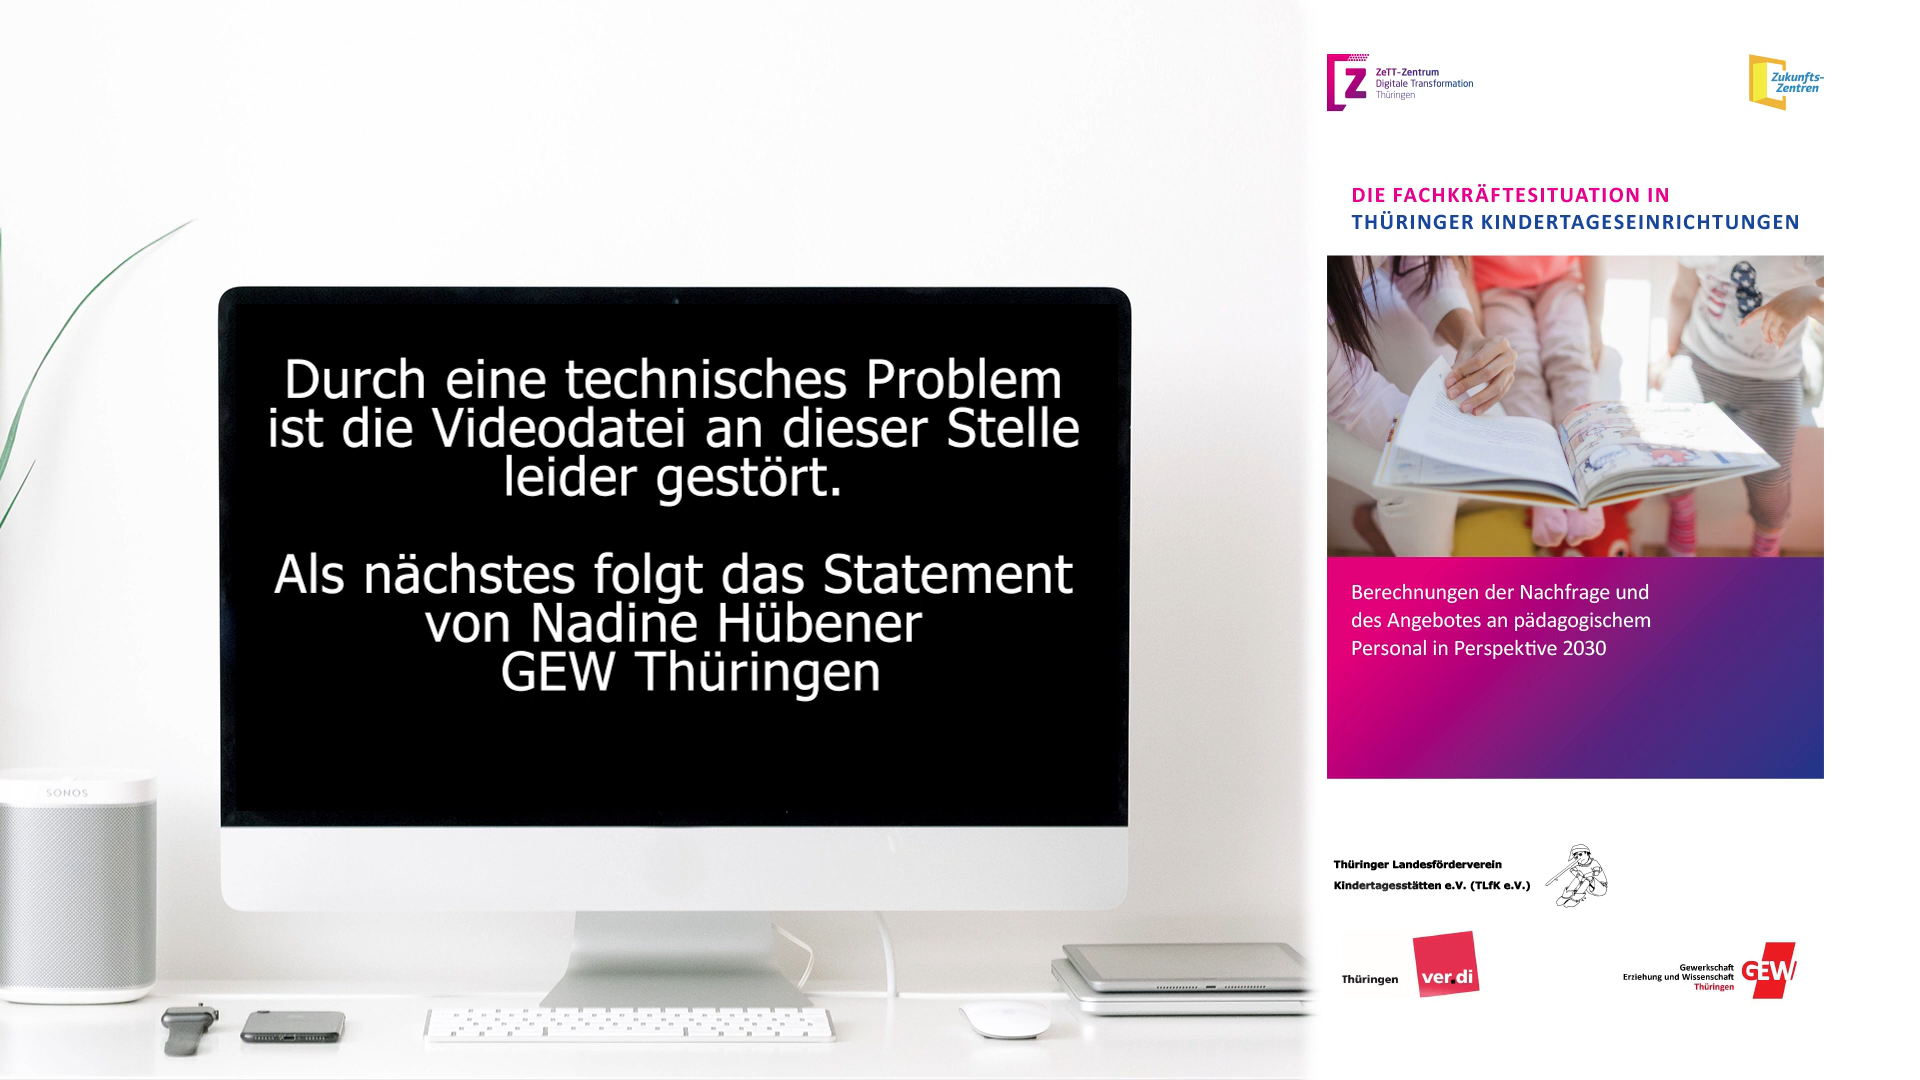 Durch eine technisches Problem
ist die Videodatei an dieser Stelle
leider gestört.
Als nächstes folgt das Statement
von Nadine Hübener
GEW Thüringen
SONOS
Z
ZeTT-Zentrum
Digitale Transformation
Thüringen
Zukunfts-
Zentren
DIE FACHKRÄFTESITUATION IN
THÜRINGER KINDERTAGESEINRICHTUNGEN
Berechnungen der Nachfrage und
des Angebotes an pädagogischem
Personal in Perspektive 2030
Thüringer Landesförderverein
Kindertagesstätten e.V. (TLfK e.V.)
Thüringen
ver.di
Gewerkschaft
Erziehung und Wissenschaft
Thüringen
GEW